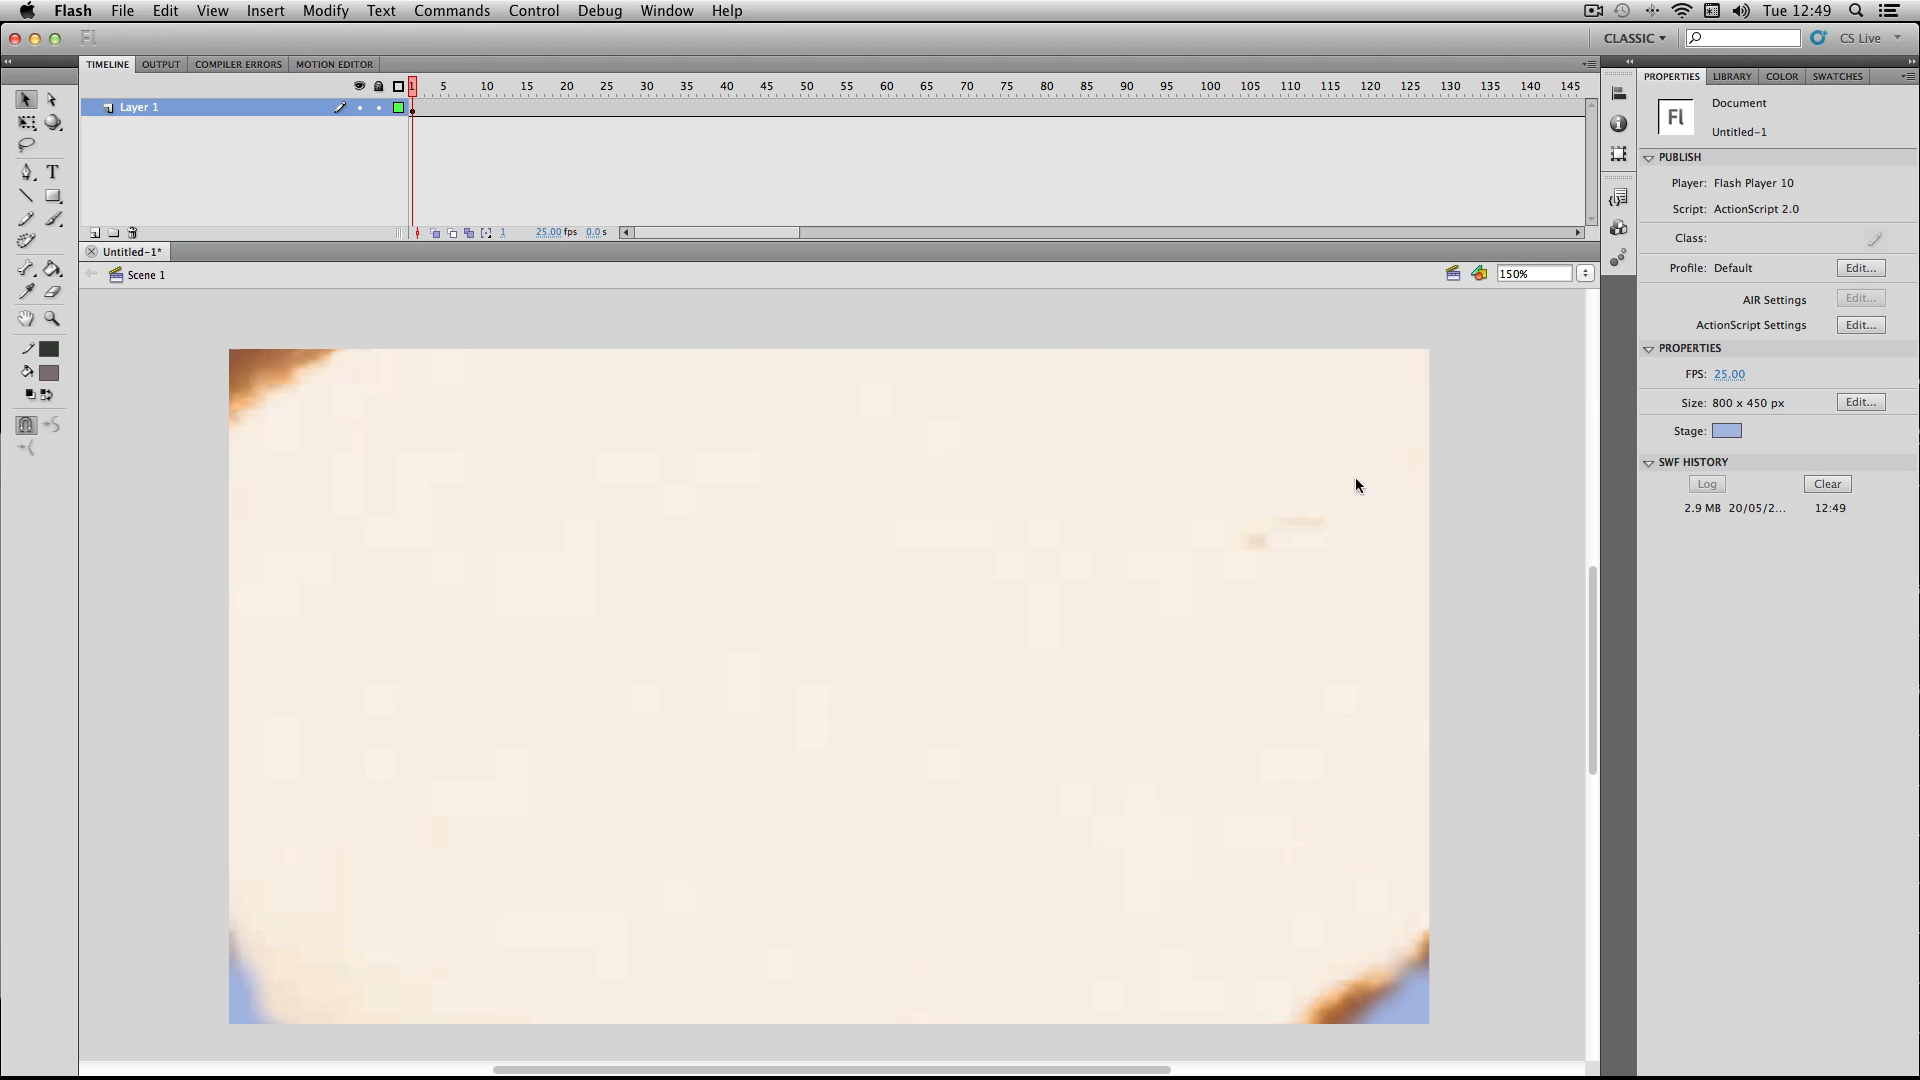 Flash File Edit View Insert Modify Text Commands Control Debug Window Help Tue 12:49
Fl CLASSIC CS Live
TIMELINE OUTPUT COMPILER ERRORS MOTION EDITOR
PROPERTIES LIBRARY COLOR SWATCHES
1 5 10 15 20 25 30 35 40 45 50 55 60 65 70 75 80 85 90 95 100 105 110 115 120 125 130 135 140 145
Layer 1
Fl Document
Untitled-1
PUBLISH
Player: Flash Player 10
Script: ActionScript 2.0
Class:
Profile: Default Edit...
AIR Settings Edit...
ActionScript Settings Edit...
PROPERTIES
FPS: 25.00
Size: 800 x 450 px Edit...
Stage:
SWF HISTORY
Log Clear
2.9 MB 20/05/2... 12:49
1 25.00 fps 0.0 s
Untitled-1*
Scene 1 150%
T